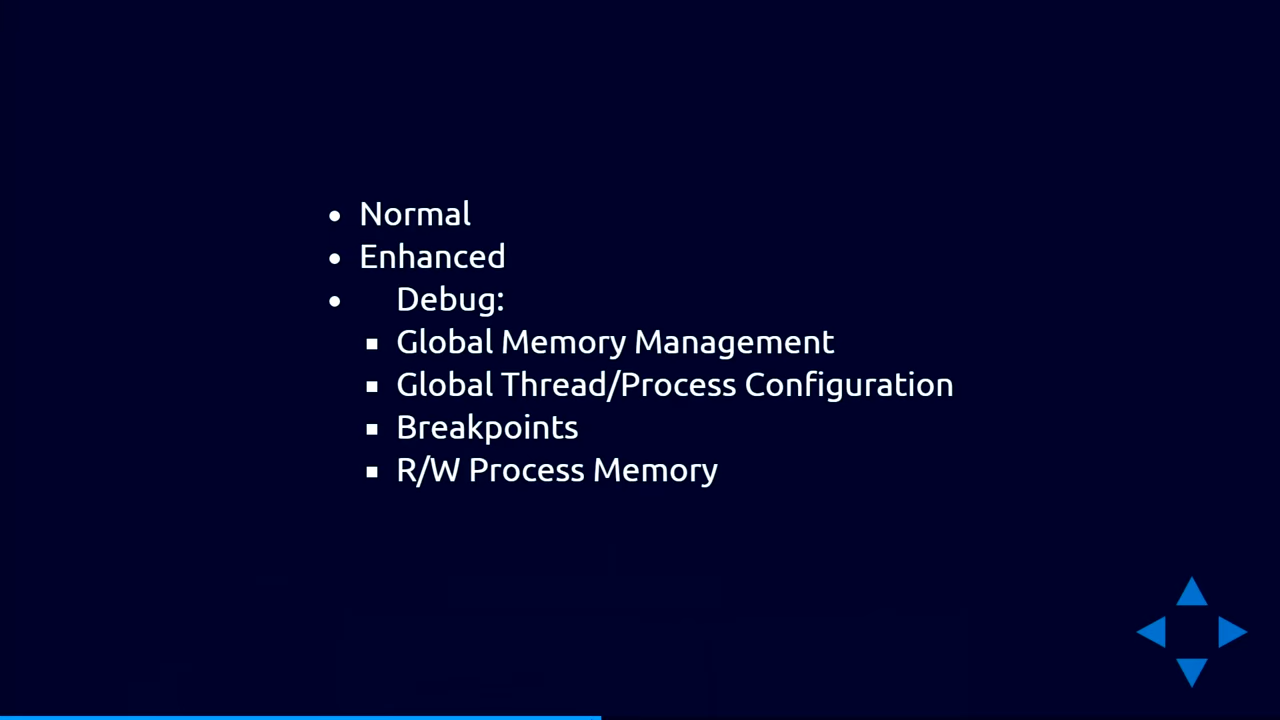 Normal
Enhanced
Debug:
Global Memory Management
Global Thread/Process Configuration
Breakpoints
R/W Process Memory